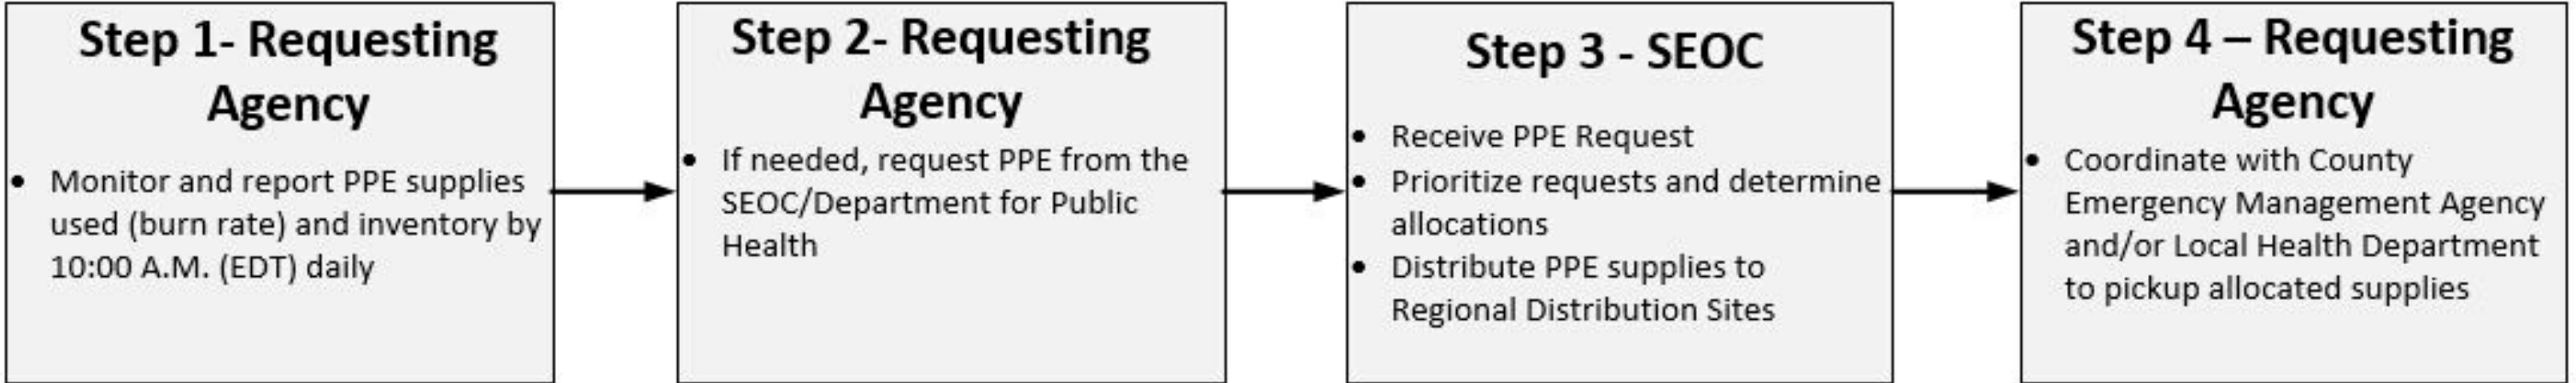 Step 1- Requesting
Agency
• Monitor and report PPE supplies
used (burn rate) and inventory by
10:00 A.M. (EDT) daily
Step 2- Requesting
Agency
• If needed, request PPE from the
SEOC/Department for Public
Health
Step 3 - SEOC
• Receive PPE Request
• Prioritize requests and determine
allocations
• Distribute PPE supplies to
Regional Distribution Sites
Step 4 – Requesting
Agency
• Coordinate with County
Emergency Management Agency
and/or Local Health Department
to pickup allocated supplies